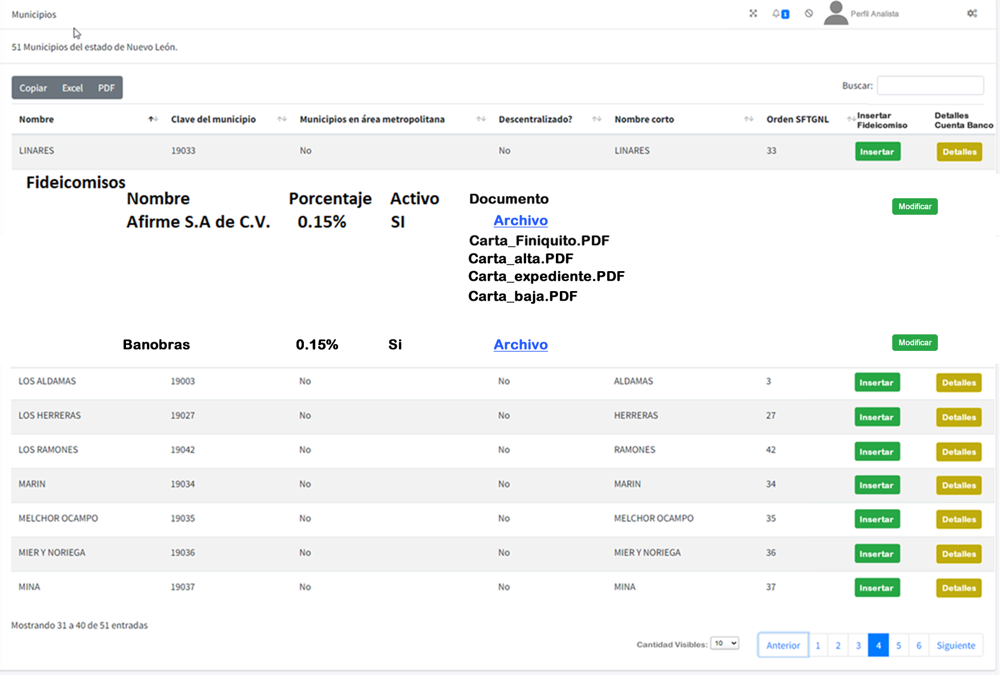 Municipios
1
Perfil Analista
51 Municipios del estado de Nuevo León.
Copiar Excel PDF
Buscar:
Nombre Clave del municipio Municipios en área metropolitana Descentralizado? Nombre corto Orden SFTGNL Insertar Fideicomiso Detalles Cuenta Banco
LINARES 19033 No No LINARES 33 Insertar Detalles
Fideicomisos
Nombre Porcentaje Activo Documento
Modificar
Afirme S.A de C.V. 0.15% SI Archivo
Carta_Finiquito.PDF
Carta_alta.PDF
Carta_expediente.PDF
Carta_baja.PDF
Banobras 0.15% Si Archivo Modificar
LOS ALDAMAS 19003 No No ALDAMAS 3 Insertar Detalles
LOS HERRERAS 19027 No No HERRERAS 27 Insertar Detalles
LOS RAMONES 19042 No No RAMONES 42 Insertar Detalles
MARIN 19034 No No MARIN 34 Insertar Detalles
MELCHOR OCAMPO 19035 No No MELCHOR OCAMPO 35 Insertar Detalles
MIER Y NORIEGA 19036 No No MIER Y NORIEGA 36 Insertar Detalles
MINA 19037 No No MINA 37 Insertar Detalles
Mostrando 31 a 40 de 51 entradas
Cantidad Visibles: 10 Anterior 1 2 3 4 5 6 Siguiente